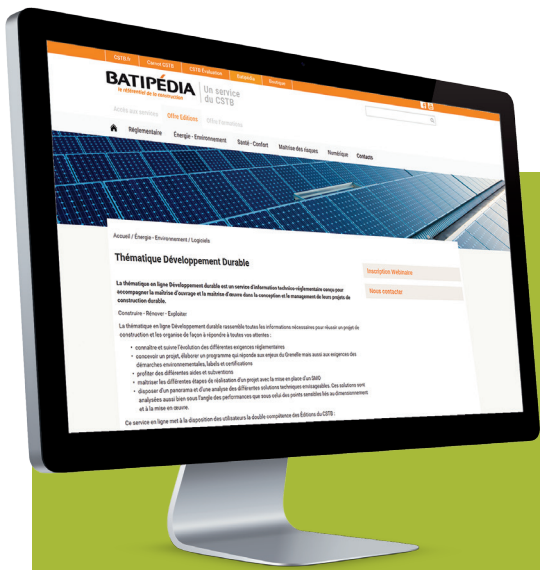 CSTB.fr Carnet CSTB CSTB Évaluation Batipédia Boutique
BATIPÉDIA
le référentiel de la construction
Un service
du CSTB
Accès aux services Offre Éditions Offre Formations
Réglementaire Énergie - Environnement Santé - Confort Maîtrise des risques Numérique Contacts
Accueil / Énergie - Environnement / Logiciels
Thématique Développement Durable
Inscription Webinaire
Nous contacter
La thématique en ligne Développement durable est un service d'information technico-réglementaire conçu pour
accompagner la maîtrise d'ouvrage et la maîtrise d'œuvre dans la conception et le management de leurs projets de
construction durable.
Construire - Rénover - Exploiter
La thématique en ligne Développement durable rassemble toutes les informations nécessaires pour réussir un projet de
construction et les organise de façon à répondre à toutes vos attentes :
• connaître et suivre l'évolution des différentes exigences réglementaires
• concevoir un projet, élaborer un programme qui réponde aux enjeux du Grenelle mais aussi aux exigences des
démarches environnementales, labels et certifications
• profiter des différentes aides et subventions
• maîtriser les différentes étapes de réalisation d'un projet avec la mise en place d'un SMO
• disposer d'un panorama et d'une analyse des différentes solutions techniques envisageables. Ces solutions sont
analysées aussi bien sous l'angle des performances que sous celui des points sensibles liés au dimensionnement
et à la mise en œuvre.
Ce service en ligne met à la disposition des utilisateurs la double compétence des Éditions du CSTB :